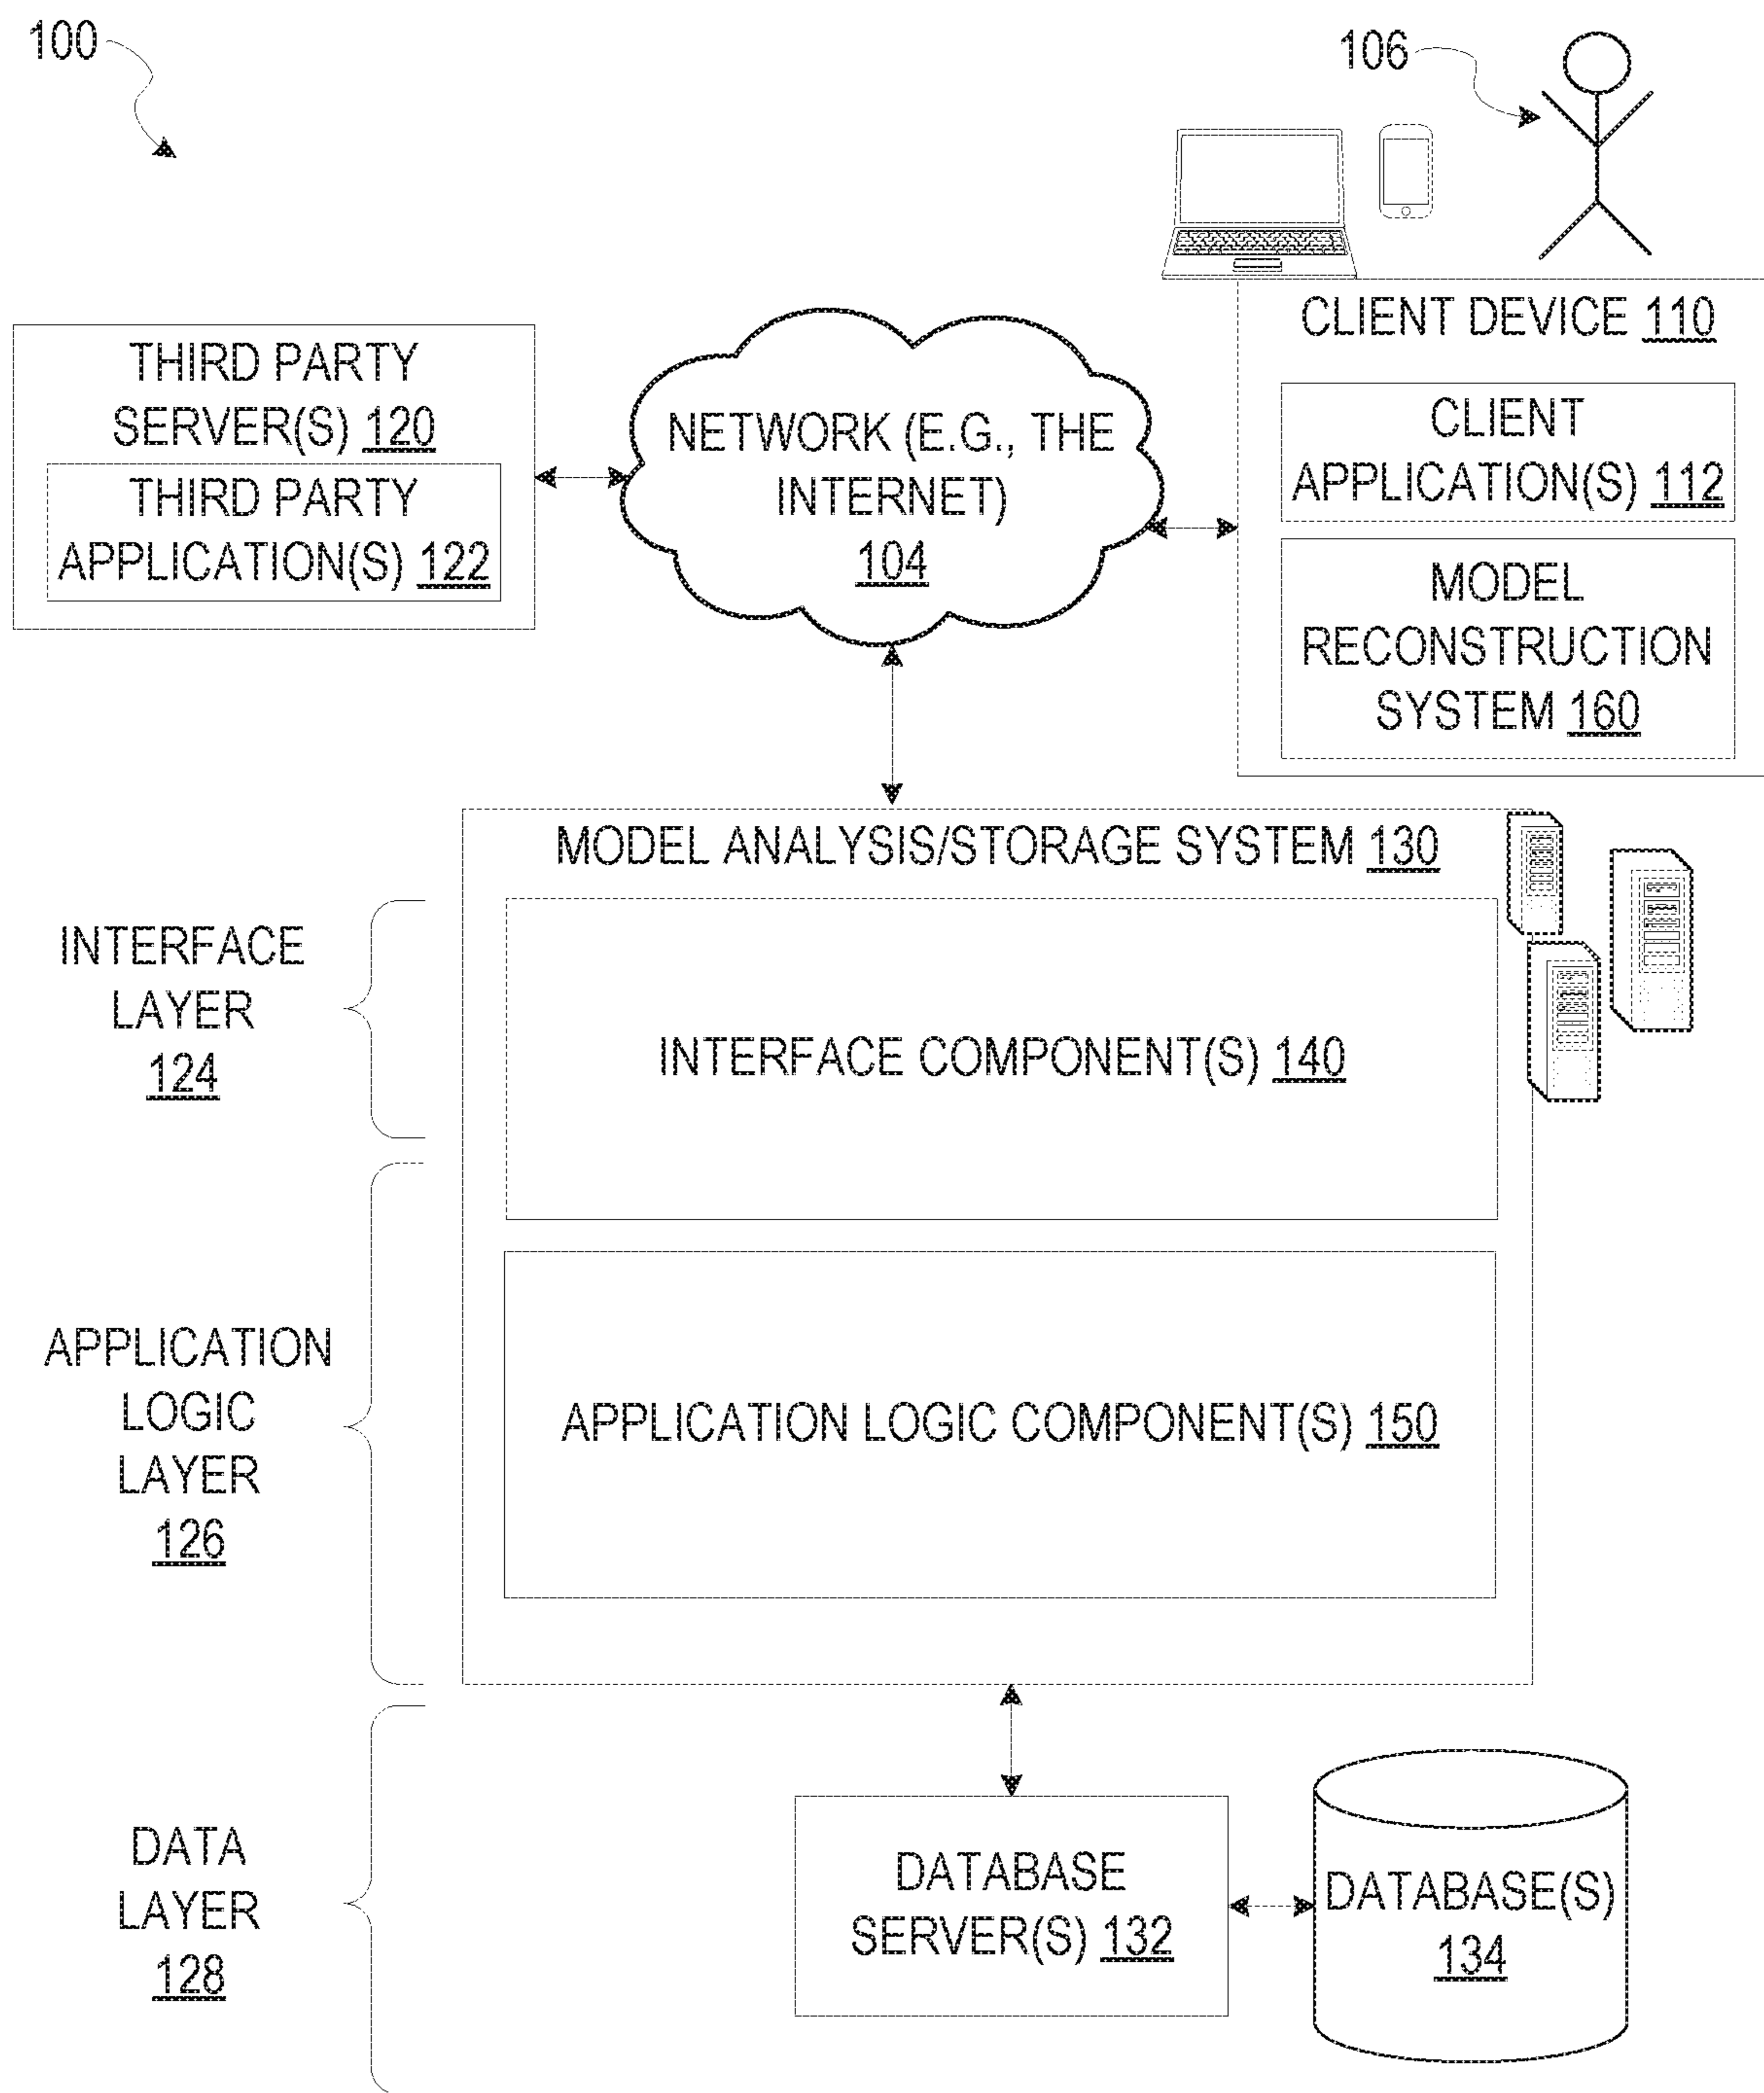 100
106
CLIENT DEVICE 110
CLIENT
APPLICATION(S) 112
MODEL
RECONSTRUCTION
SYSTEM 160
THIRD PARTY
SERVER(S) 120
THIRD PARTY
APPLICATION(S) 122
NETWORK (E.G., THE
INTERNET)
104
MODEL ANALYSIS/STORAGE SYSTEM 130
INTERFACE
LAYER
124
INTERFACE COMPONENT(S) 140
APPLICATION
LOGIC
LAYER
126
APPLICATION LOGIC COMPONENT(S) 150
DATA
LAYER
128
DATABASE
SERVER(S) 132
DATABASE(S)
134